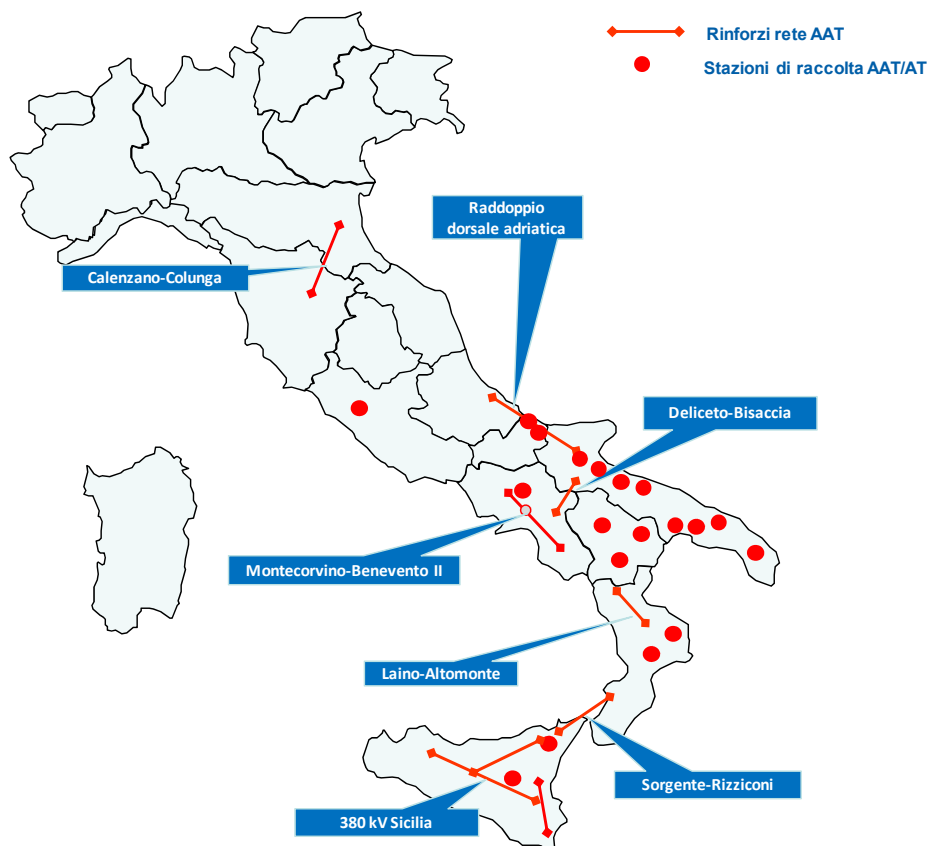 Rinforzi rete AAT
Stazioni di raccolta AAT/AT
Raddoppio
dorsale adriatica
Calenzano-Colunga
Deliceto-Bisaccia
Montecorvino-Benevento II
Laino-Altomonte
Sorgente-Rizziconi
380 kV Sicilia